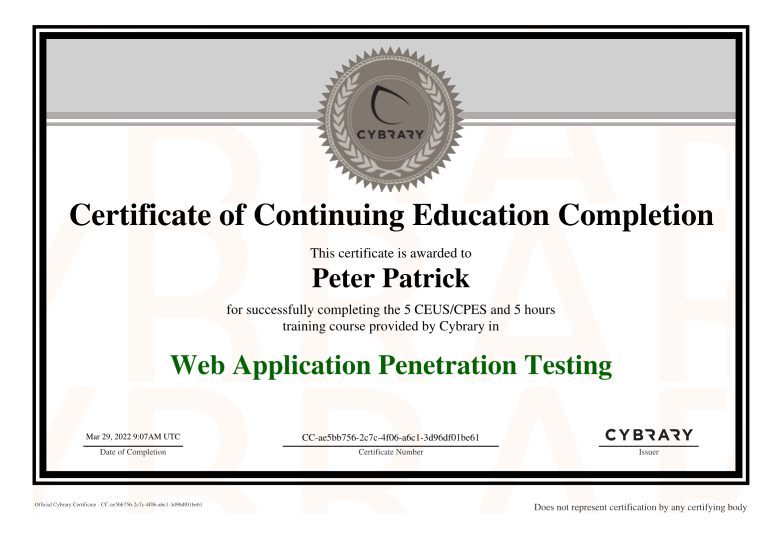 CYBRARY
Certificate of Continuing Education Completion
This certificate is awarded to
Peter Patrick
for successfully completing the 5 CEUS/CPES and 5 hours
training course provided by Cybrary in
Web Application Penetration Testing
Mar 29, 2022 9:07AM UTC
Date of Completion
CC-ae5bb756-2c7c-4f06-a6c1-3d96df01be61
Certificate Number
CYBRARY
Issuer
Official Cybrary Certificate - CC-ae5bb756-2c7c-4f06-a6c1-3d96df01be61
Does not represent certification by any certifying body